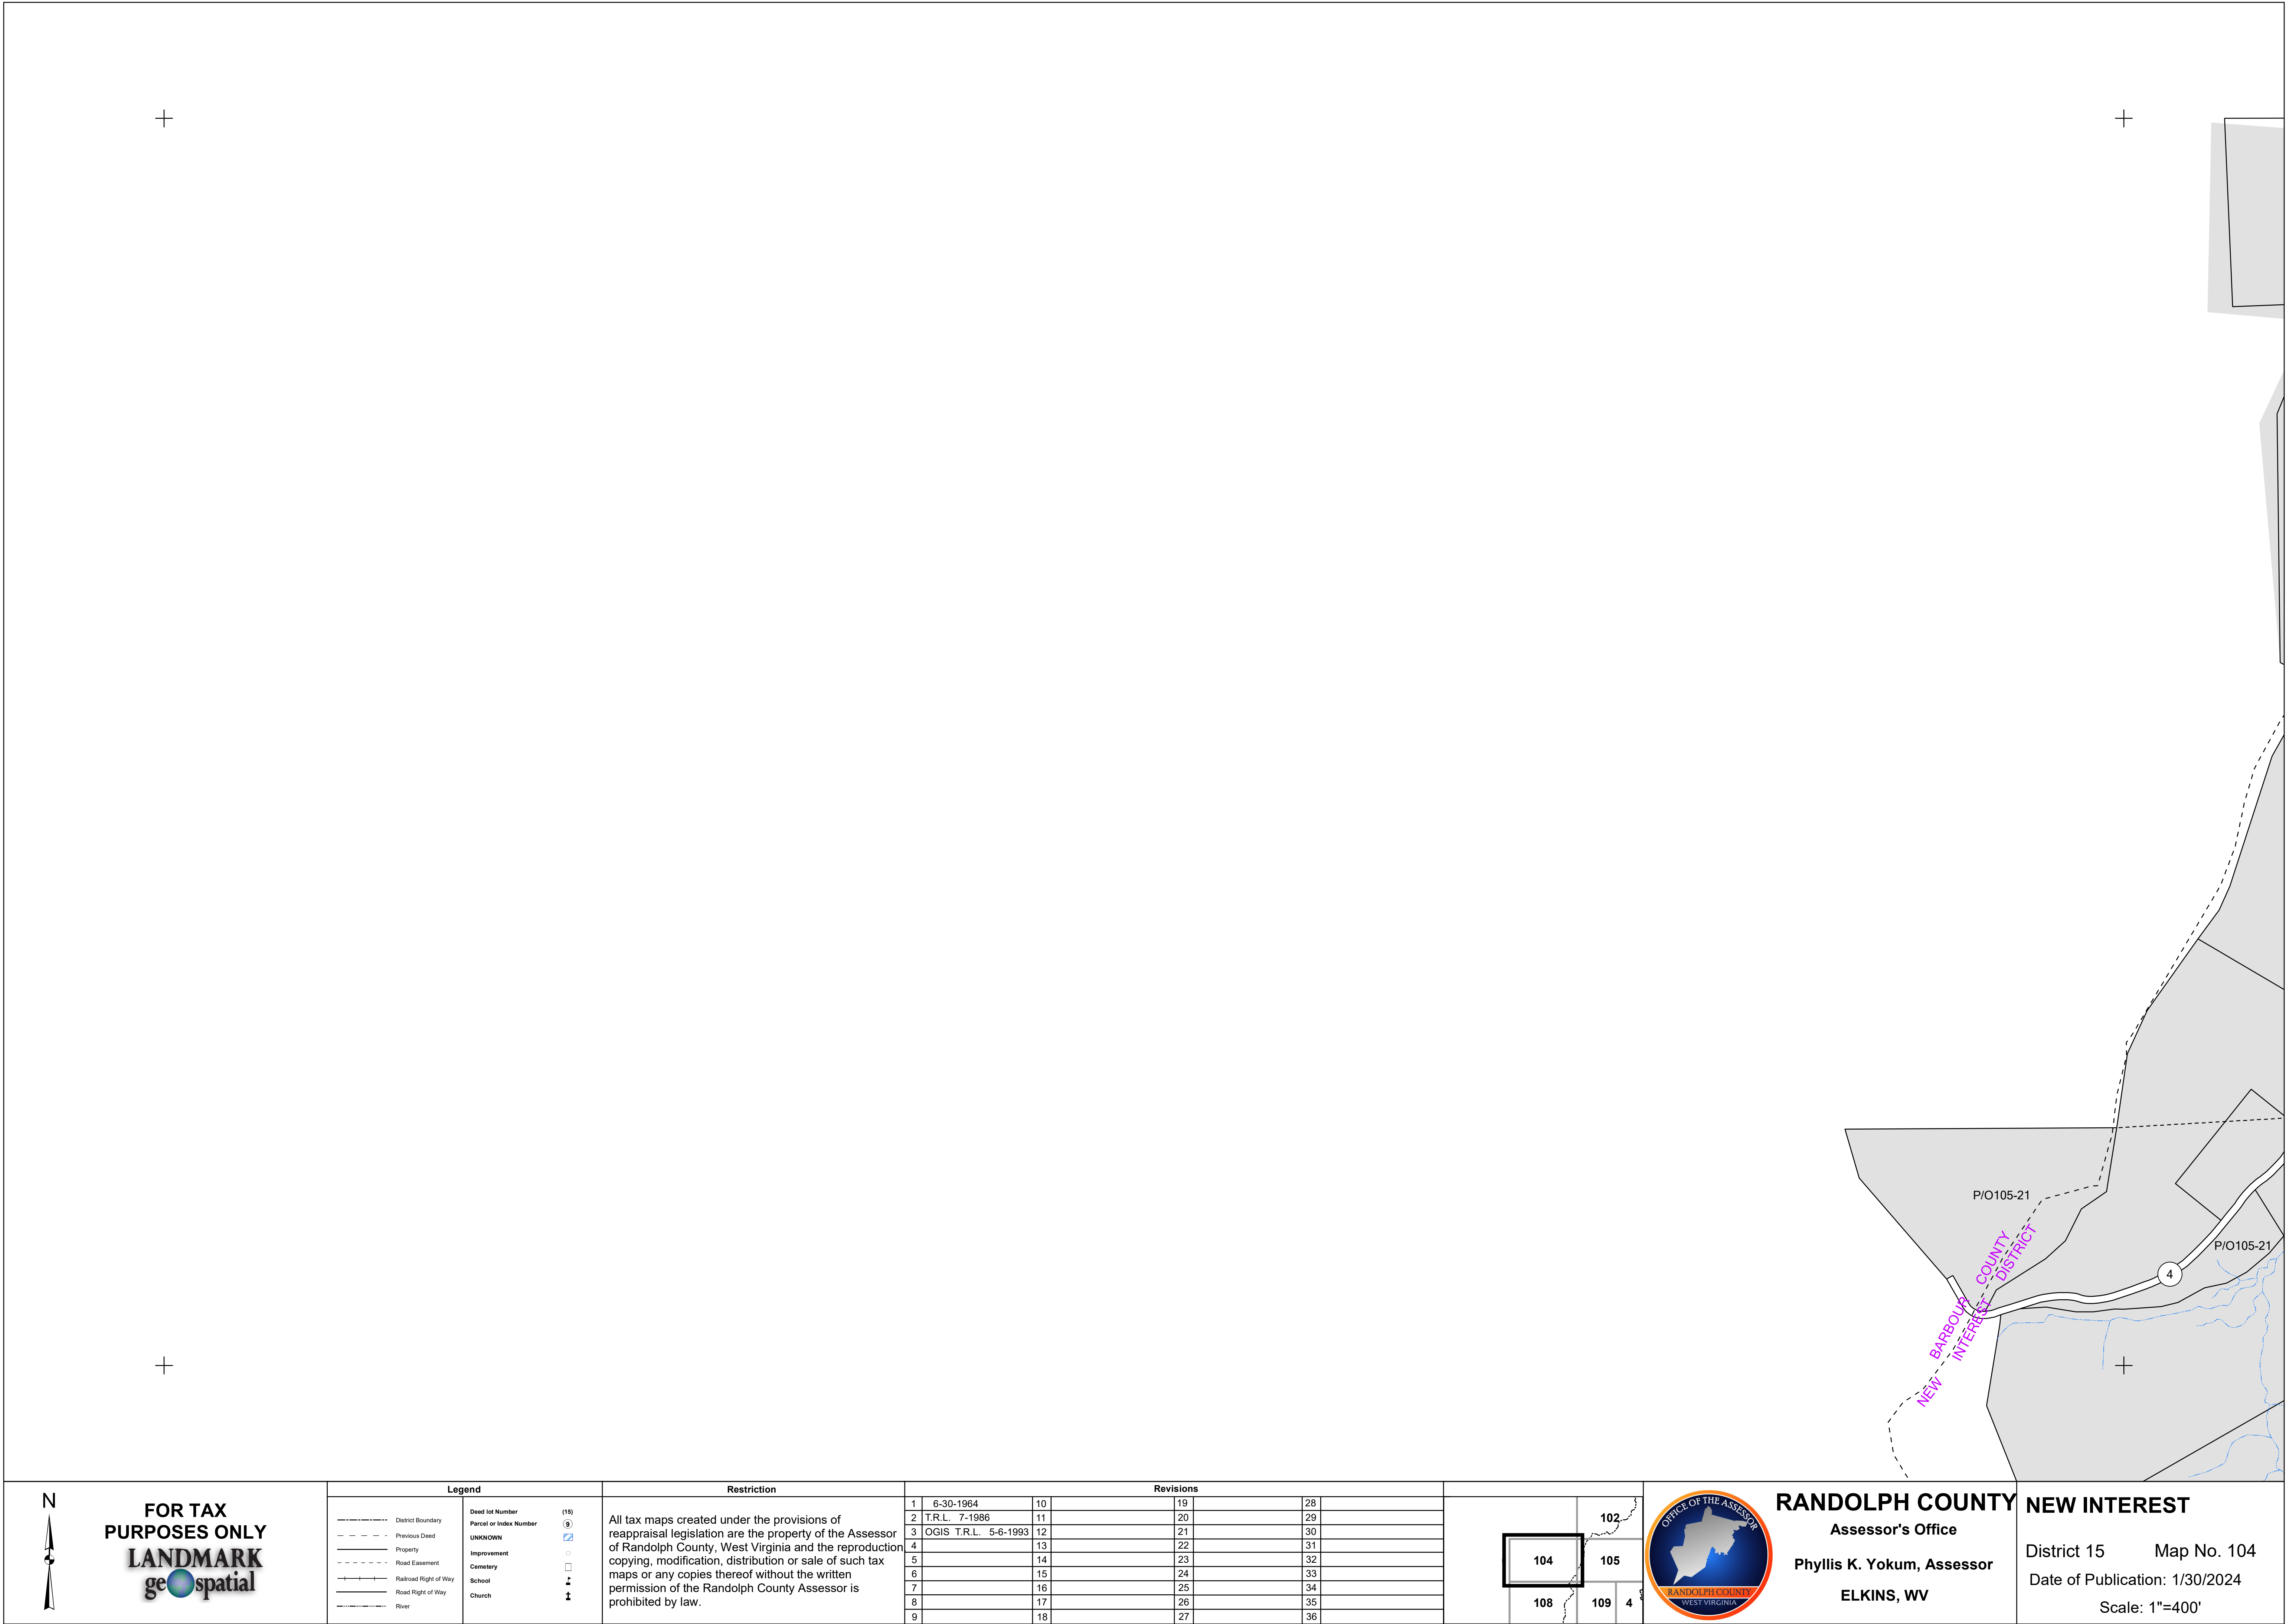 P/O105-21
COUNTY
DISTRICT
P/O105-21
4
BARBOUR
INTEREST
NEW
N
FOR TAX
PURPOSES ONLY
LANDMARK
geospatial
Legend
District Boundary
Previous Deed
Property
Road Easement
Railroad Right of Way
Road Right of Way
River
Deed lot Number (15)
Parcel or Index Number 9
UNKNOWN
Improvement
Cemetery
School
Church
Restriction
All tax maps created under the provisions of
reappraisal legislation are the property of the Assessor
of Randolph County, West Virginia and the reproduction,
copying, modification, distribution or sale of such tax
maps or any copies thereof without the written
permission of the Randolph County Assessor is
prohibited by law.
Revisions
1 6-30-1964 10 19 28
2 T.R.L. 7-1986 11 20 29
3 OGIS T.R.L. 5-6-1993 12 21 30
4 13 22 31
5 14 23 32
6 15 24 33
7 16 25 34
8 17 26 35
9 18 27 36
102
104 105
108 109 4
OFFICE OF THE ASSESSOR
RANDOLPH COUNTY
WEST VIRGINIA
RANDOLPH COUNTY
Assessor's Office
Phyllis K. Yokum, Assessor
ELKINS, WV
NEW INTEREST
District 15 Map No. 104
Date of Publication: 1/30/2024
Scale: 1"=400'